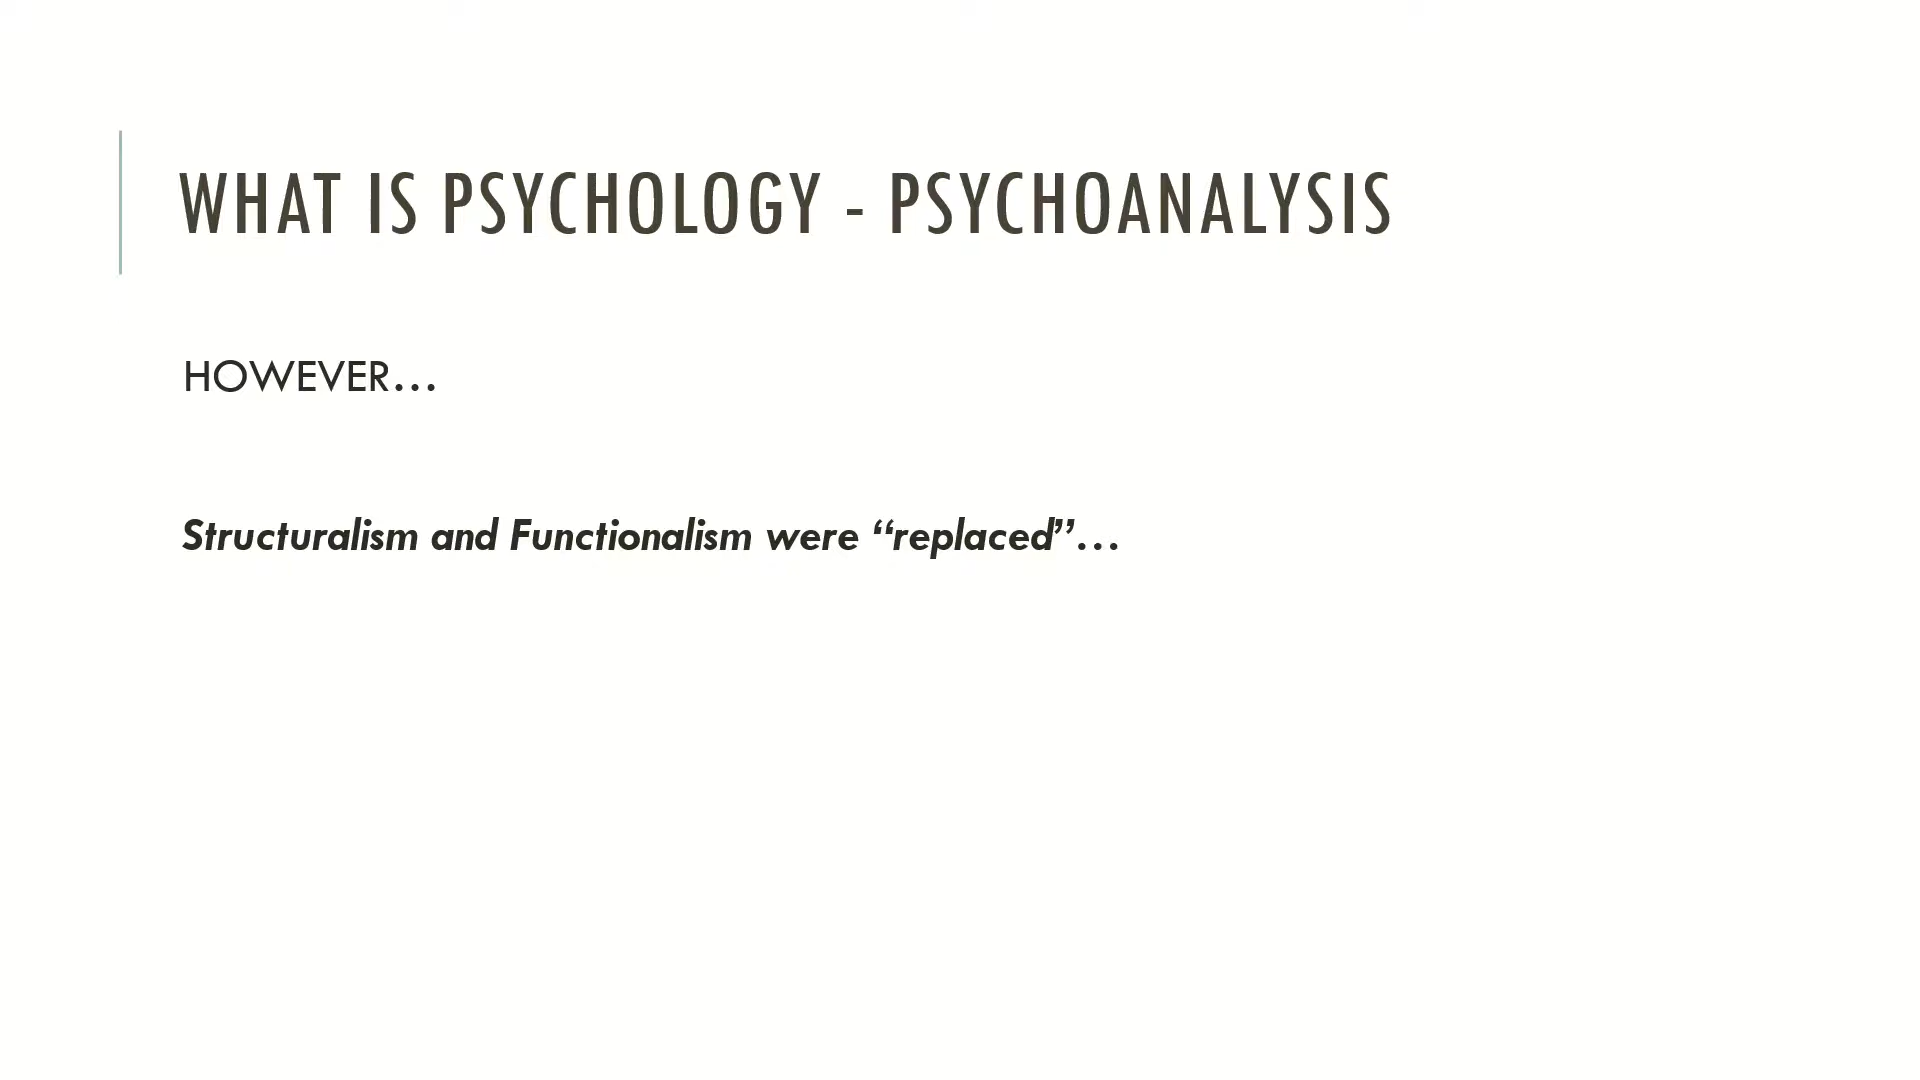 WHAT IS PSYCHOLOGY - PSYCHOANALYSIS
HOWEVER…
Structuralism and Functionalism were “replaced”…